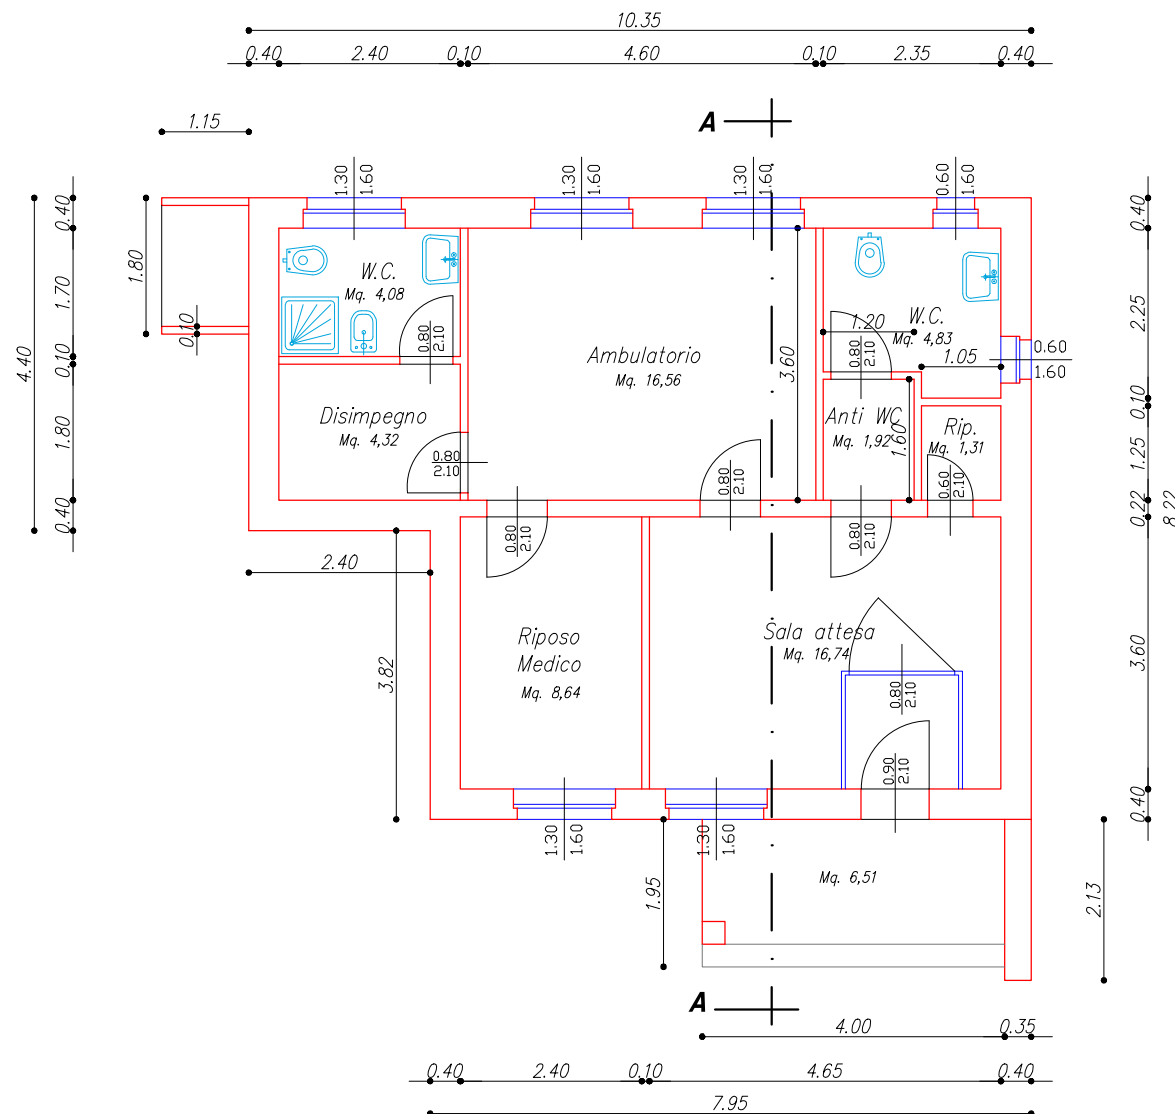 10.35
0.40 2.40 0.10 4.60 0.10 2.35 0.40
1.15
A
1.30 1.60
1.30 1.60
1.30 1.60
0.60 1.60
4.40
1.80
0.40
1.70
0.10
0.10
1.80
0.40
W.C.
Mq. 4,08
0.80 2.10
Ambulatorio
Mq. 16,56
3.60
W.C.
Mq. 4,83
1.20
0.80 2.10
1.05
0.60
1.60
0.40
2.25
0.10
1.25
0.22
8.22
3.60
0.40
Disimpegno
Mq. 4,32
0.80
2.10
Anti WC
Mq. 1,92
1.60
Rip.
Mq. 1,31
0.60 2.10
0.80 2.10
0.80 2.10
0.80 2.10
2.40
3.82
Riposo
Medico
Mq. 8,64
Sala attesa
Mq. 16,74
0.80 2.10
0.90 2.10
1.30 1.60
1.30 1.60
1.95
Mq. 6,51
2.13
A
4.00 0.35
0.40 2.40 0.10 4.65 0.40
7.95